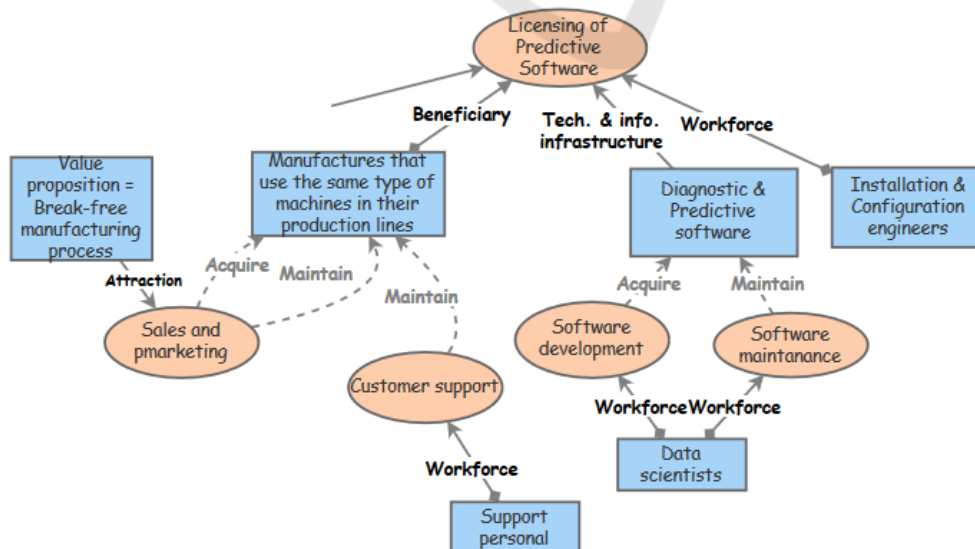 Licensing of
Predictive
Software
Beneficiary
Tech. & info.
infrastructure
Workforce
Value
proposition =
Break-free
manufacturing
process
Manufactures that
use the same type of
machines in their
production lines
Diagnostic &
Predictive
software
Installation &
Configuration
engineers
Attraction
Acquire
Maintain
Maintain
Acquire
Maintain
Sales and
pmarketing
Customer support
Software
development
Software
maintanance
Workforce
Workforce
Workforce
Data
scientists
Support
personal